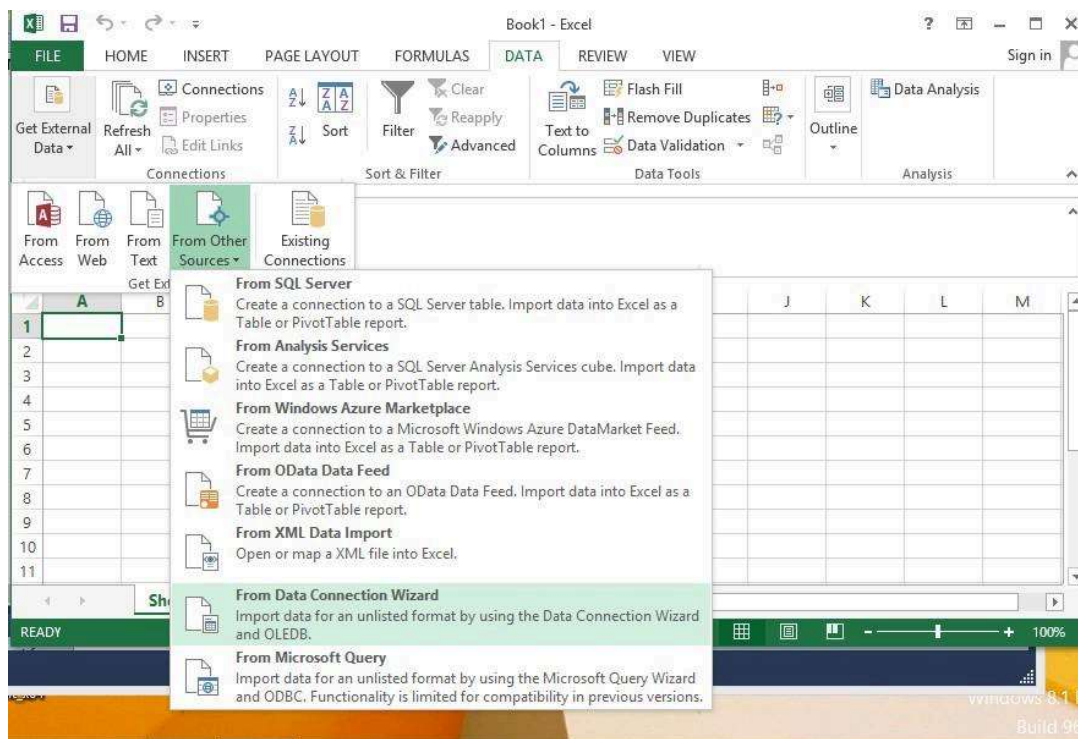 Book1 - Excel
FILE HOME INSERT PAGE LAYOUT FORMULAS DATA REVIEW VIEW Sign in
Get External Data
Refresh All
Connections
Properties
Edit Links
Connections
Sort
Filter
Clear
Reapply
Advanced
Sort & Filter
Text to Columns
Flash Fill
Remove Duplicates
Data Validation
Data Tools
Outline
Data Analysis
Analysis
From Access
From Web
From Text
From Other Sources
Existing Connections
Get Ext
From SQL Server
Create a connection to a SQL Server table. Import data into Excel as a
Table or PivotTable report.
From Analysis Services
Create a connection to a SQL Server Analysis Services cube. Import data
into Excel as a Table or PivotTable report.
From Windows Azure Marketplace
Create a connection to a Microsoft Windows Azure DataMarket Feed.
Import data into Excel as a Table or PivotTable report.
From OData Data Feed
Create a connection to an OData Data Feed. Import data into Excel as a
Table or PivotTable report.
From XML Data Import
Open or map a XML file into Excel.
From Data Connection Wizard
Import data for an unlisted format by using the Data Connection Wizard
and OLEDB.
From Microsoft Query
Import data for an unlisted format by using the Microsoft Query Wizard
and ODBC. Functionality is limited for compatibility in previous versions.
A B J K L M
1
2
3
4
5
6
7
8
9
10
11
She
READY
100%
Windows 8.1
Build 96